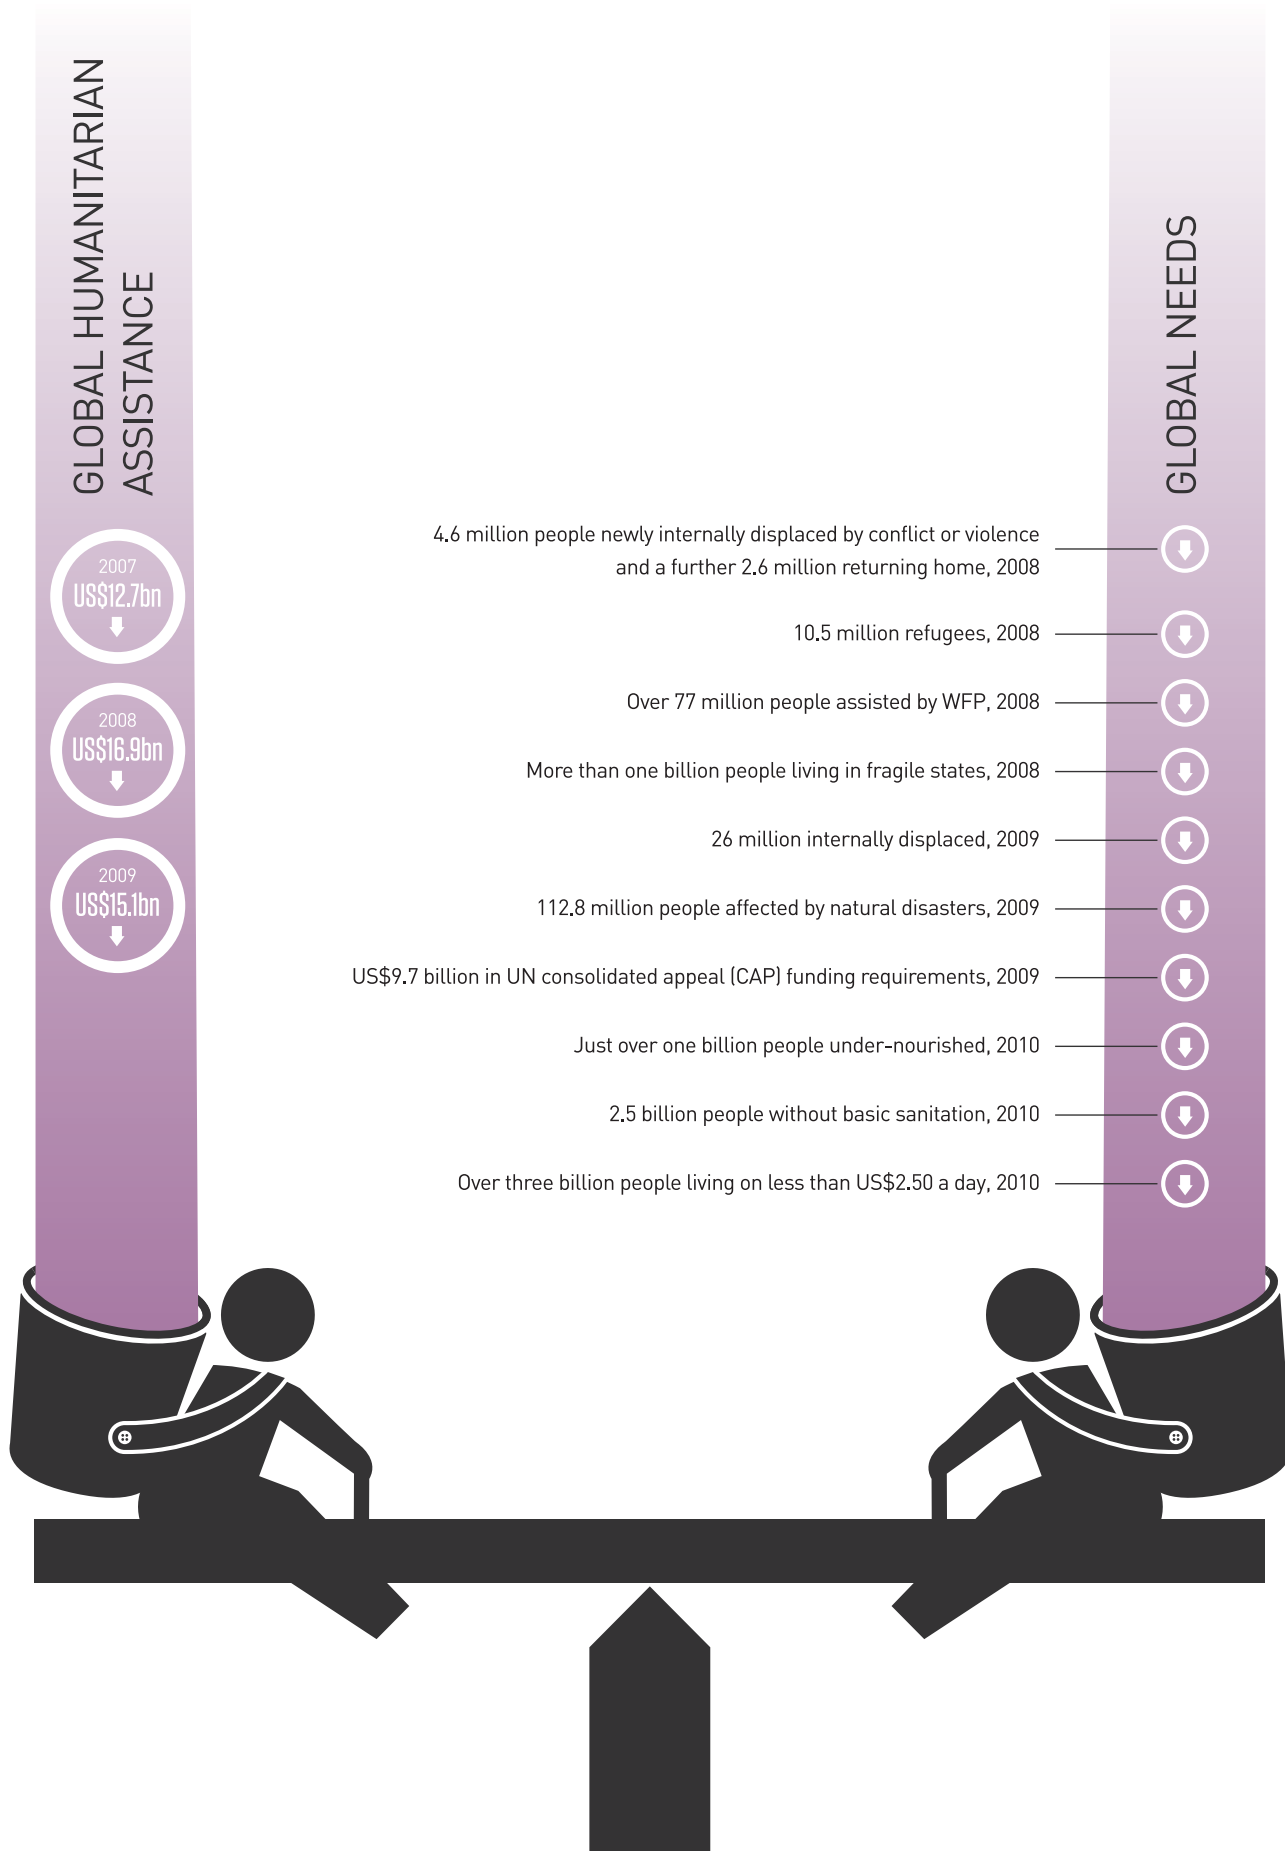 GLOBAL HUMANITARIAN
ASSISTANCE
2007
US$12.7bn
2008
US$16.9bn
2009
US$15.1bn
GLOBAL NEEDS
4.6 million people newly internally displaced by conflict or violence
and a further 2.6 million returning home, 2008
10.5 million refugees, 2008
Over 77 million people assisted by WFP, 2008
More than one billion people living in fragile states, 2008
26 million internally displaced, 2009
112.8 million people affected by natural disasters, 2009
US$9.7 billion in UN consolidated appeal (CAP) funding requirements, 2009
Just over one billion people under-nourished, 2010
2.5 billion people without basic sanitation, 2010
Over three billion people living on less than US$2.50 a day, 2010